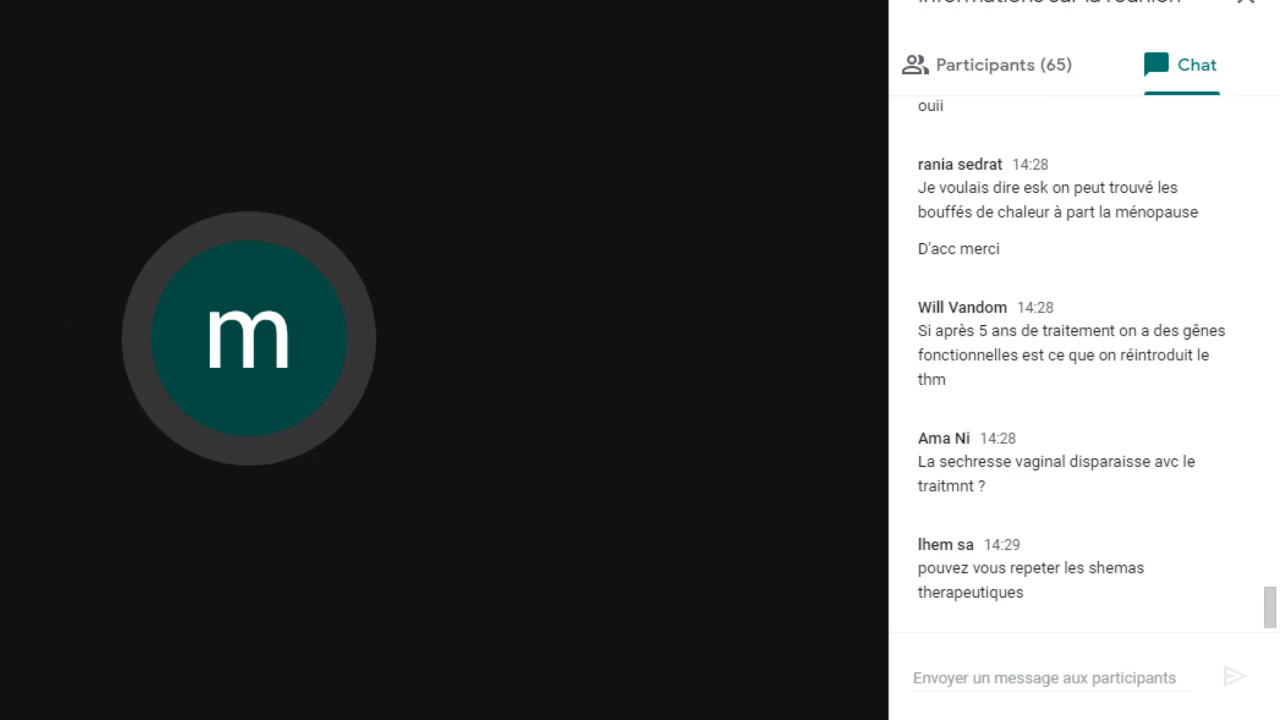 Informations sur la réunion
Participants (65)
Chat
ouii
rania sedrat 14:28
Je voulais dire esk on peut trouvé les
bouffés de chaleur à part la ménopause
D'acc merci
m
Will Vandom 14:28
Si après 5 ans de traitement on a des gênes
fonctionnelles est ce que on réintroduit le
thm
Ama Ni 14:28
La sechresse vaginal disparaisse avc le
traitmnt ?
lhem sa 14:29
pouvez vous repeter les shemas
therapeutiques
Envoyer un message aux participants